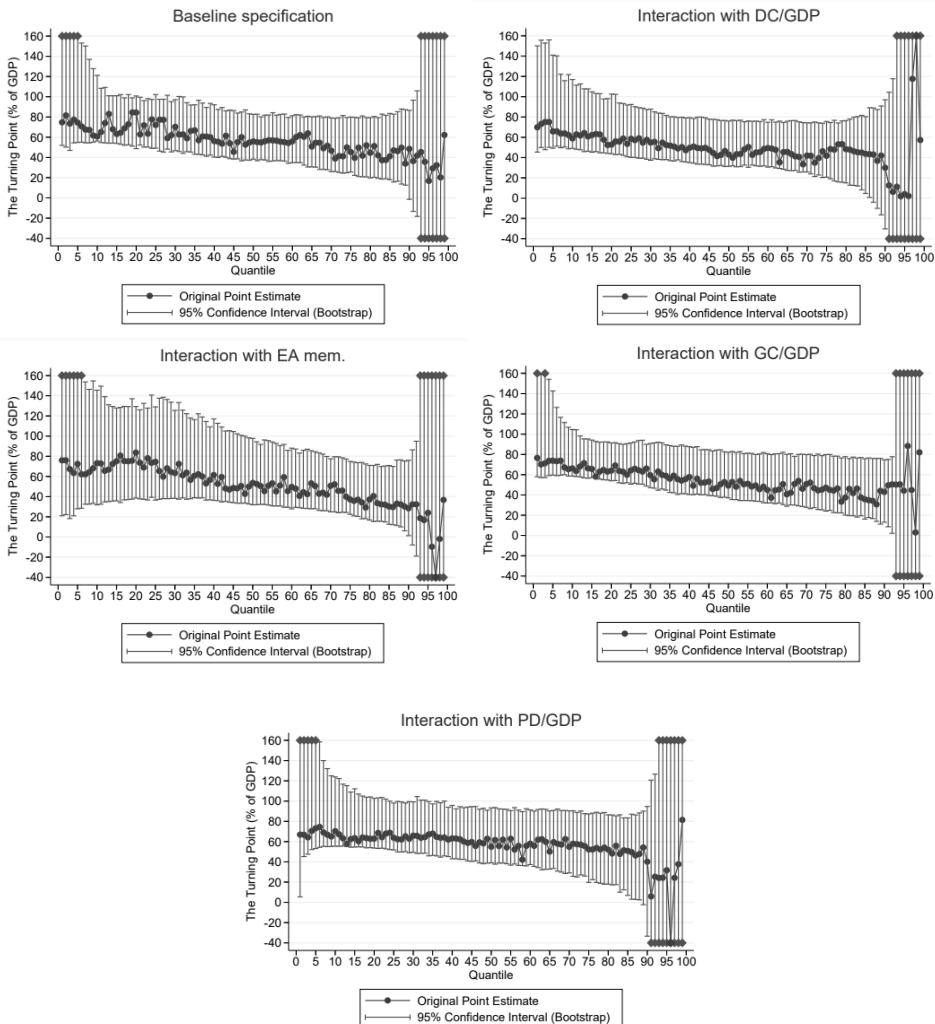 Baseline specification
The Turning Point (% of GDP)
160
140
120
100
80
60
40
20
0
-20
-40
0 5 10 15 20 25 30 35 40 45 50 55 60 65 70 75 80 85 90 95 100
Quantile
Original Point Estimate
95% Confidence Interval (Bootstrap)
Interaction with DC/GDP
The Turning Point (% of GDP)
160
140
120
100
80
60
40
20
0
-20
-40
0 5 10 15 20 25 30 35 40 45 50 55 60 65 70 75 80 85 90 95 100
Quantile
Original Point Estimate
95% Confidence Interval (Bootstrap)
Interaction with EA mem.
The Turning Point (% of GDP)
160
140
120
100
80
60
40
20
0
-20
-40
0 5 10 15 20 25 30 35 40 45 50 55 60 65 70 75 80 85 90 95 100
Quantile
Original Point Estimate
95% Confidence Interval (Bootstrap)
Interaction with GC/GDP
The Turning Point (% of GDP)
160
140
120
100
80
60
40
20
0
-20
-40
0 5 10 15 20 25 30 35 40 45 50 55 60 65 70 75 80 85 90 95 100
Quantile
Original Point Estimate
95% Confidence Interval (Bootstrap)
Interaction with PD/GDP
The Turning Point (% of GDP)
160
140
120
100
80
60
40
20
0
-20
-40
0 5 10 15 20 25 30 35 40 45 50 55 60 65 70 75 80 85 90 95 100
Quantile
Original Point Estimate
95% Confidence Interval (Bootstrap)